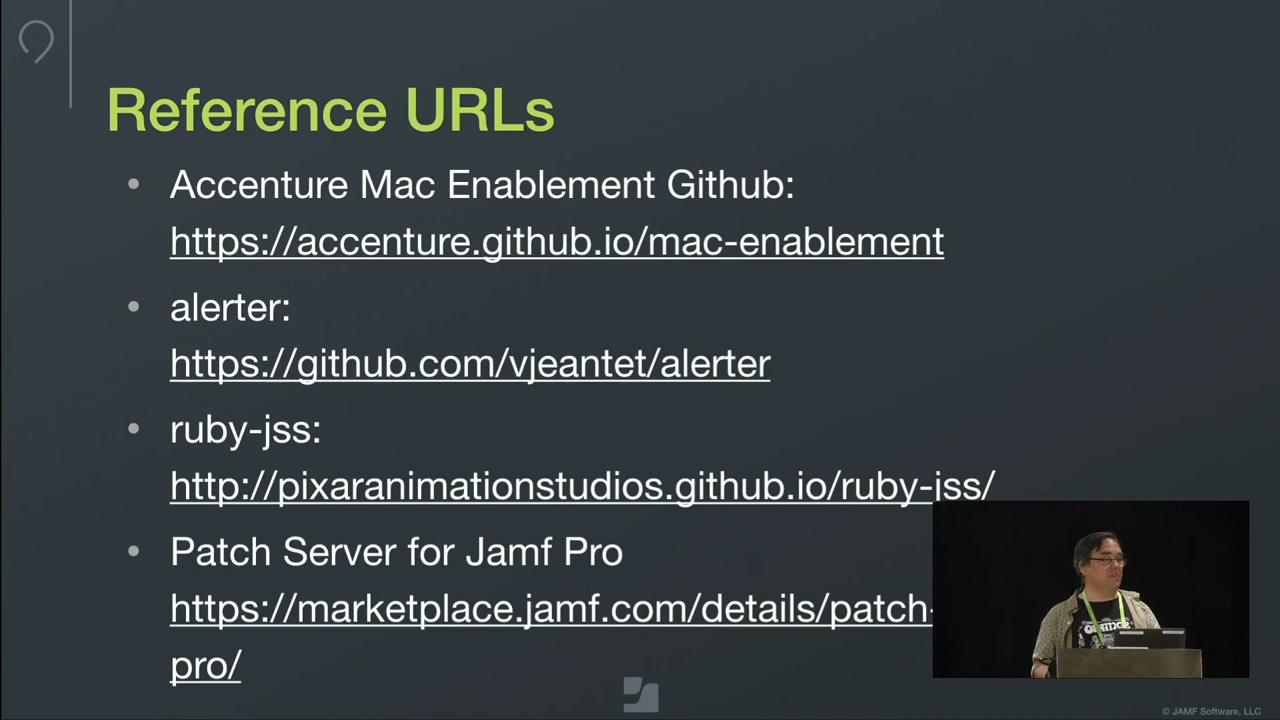 Reference URLs
• Accenture Mac Enablement Github:
https://accenture.github.io/mac-enablement
• alerter:
https://github.com/vjeantet/alerter
• ruby-jss:
http://pixaranimationstudios.github.io/ruby-jss/
• Patch Server for Jamf Pro
https://marketplace.jamf.com/details/patch-
pro/
© JAMF Software, LLC